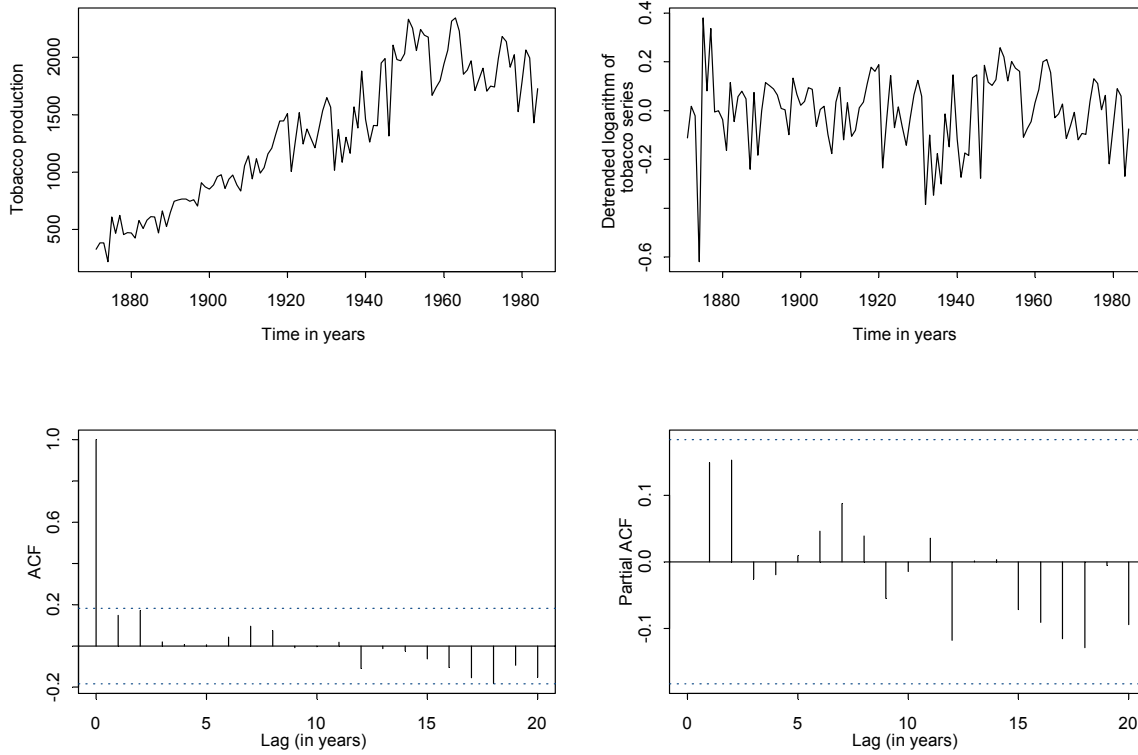 Tobacco production
500 1000 1500 2000
1880 1900 1920 1940 1960 1980
Time in years
Detrended logarithm of
tobacco series
-0.6 -0.2 0.0 0.2 0.4
1880 1900 1920 1940 1960 1980
Time in years
ACF
-0.2 0.2 0.6 1.0
0 5 10 15 20
Lag (in years)
Partial ACF
-0.1 0.0 0.1
0 5 10 15 20
Lag (in years)